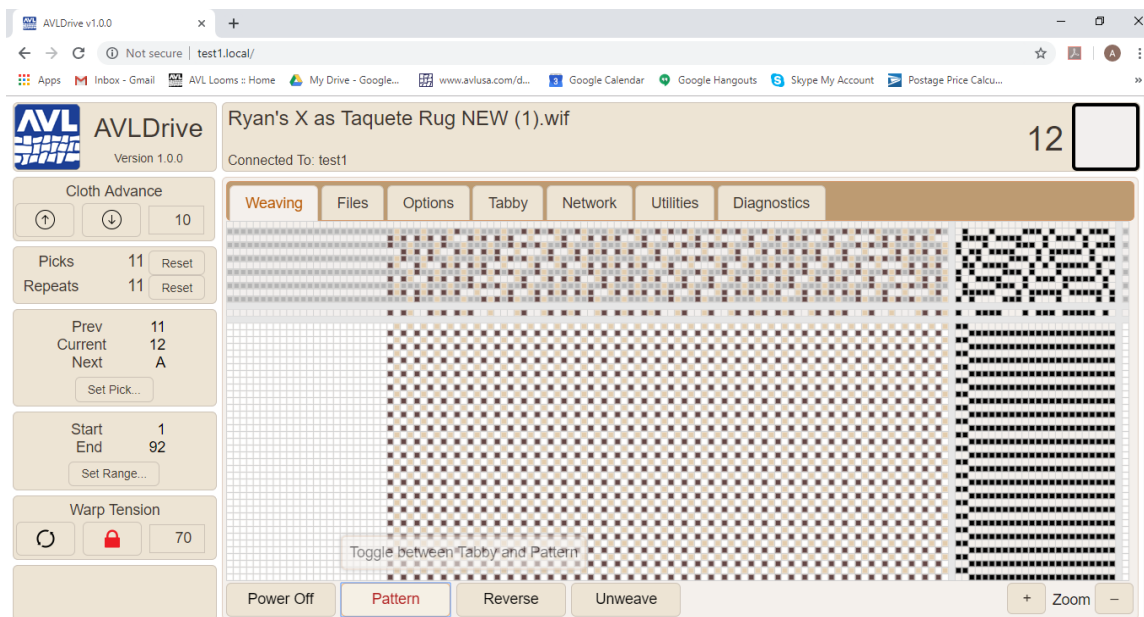 AVL AVLDrive v1.0.0
Not secure | test1.local/
Apps M Inbox - Gmail AVL AVL Looms :: Home My Drive - Google... www.avlusa.com/d... 3 Google Calendar Google Hangouts S Skype My Account Postage Price Calcu... »
A
AVL AVLDrive
Version 1.0.0
Ryan's X as Taquete Rug NEW (1).wif
Connected To: test1
12
Cloth Advance
10
Picks 11 Reset
Repeats 11 Reset
Prev 11
Current 12
Next A
Set Pick...
Start 1
End 92
Set Range...
Warp Tension
70
Weaving Files Options Tabby Network Utilities Diagnostics
Toggle between Tabby and Pattern
Power Off Pattern Reverse Unweave + Zoom −